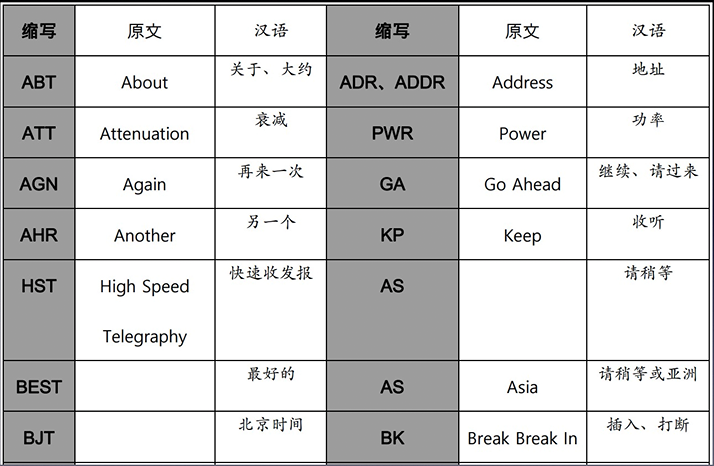 缩写 原文 汉语 缩写 原文 汉语
ABT About 关于、大约 ADR、ADDR Address 地址
ATT Attenuation 衰减 PWR Power 功率
AGN Again 再来一次 GA Go Ahead 继续、请过来
AHR Another 另一个 KP Keep 收听
HST High Speed 快速收发报 AS 请稍等
Telegraphy
BEST 最好的 AS Asia 请稍等或亚洲
BJT 北京时间 BK Break Break In 插入、打断